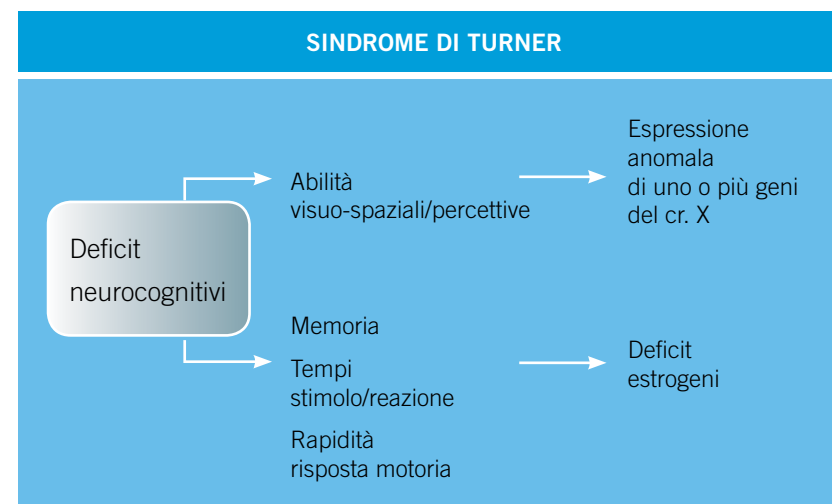 SINDROME DI TURNER
Deficit
neurocognitivi
Abilità
visuo-spaziali/percettive
Espressione
anomala
di uno o più geni
del cr. X
Memoria
Tempi
stimolo/reazione
Rapidità
risposta motoria
Deficit
estrogeni